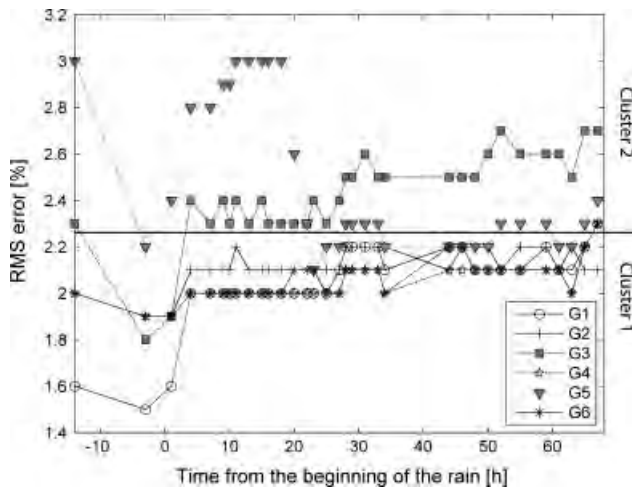 3.2
3
2.8
2.6
2.4
2.2
2
1.8
1.6
1.4
RMS error [%]
Cluster 2
Cluster 1
G1
G2
G3
G4
G5
G6
-10
0
10
20
30
40
50
60
Time from the beginning of the rain [h]